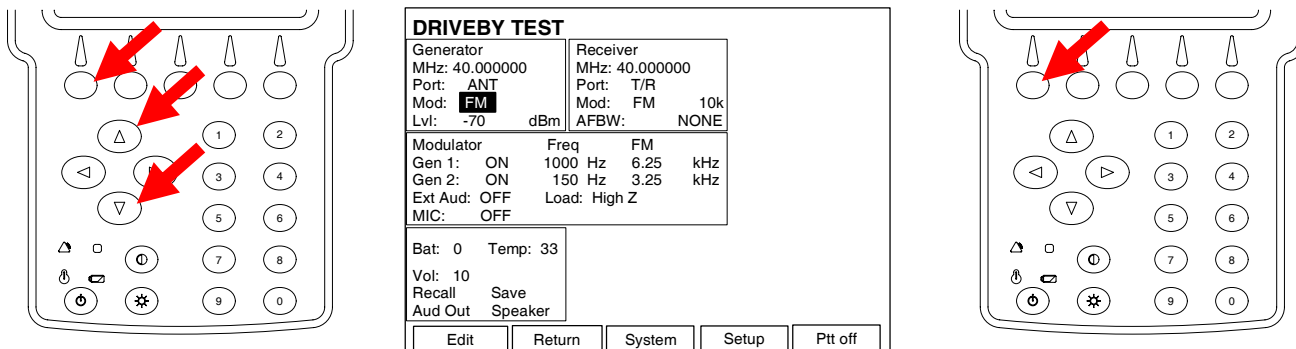 1 2
3 4
5 6
7 8
9 0
DRIVEBY TEST
Generator
MHz: 40.000000
Port: ANT
Mod: FM
Lvl: -70 dBm
Receiver
MHz: 40.000000
Port: T/R
Mod: FM 10k
AFBW: NONE
Modulator Freq FM
Gen 1: ON 1000 Hz 6.25 kHz
Gen 2: ON 150 Hz 3.25 kHz
Ext Aud: OFF Load: High Z
MIC: OFF
Bat: 0 Temp: 33
Vol: 10
Recall Save
Aud Out Speaker
Edit Return System Setup Ptt off
1 2
3 4
5 6
7 8
9 0